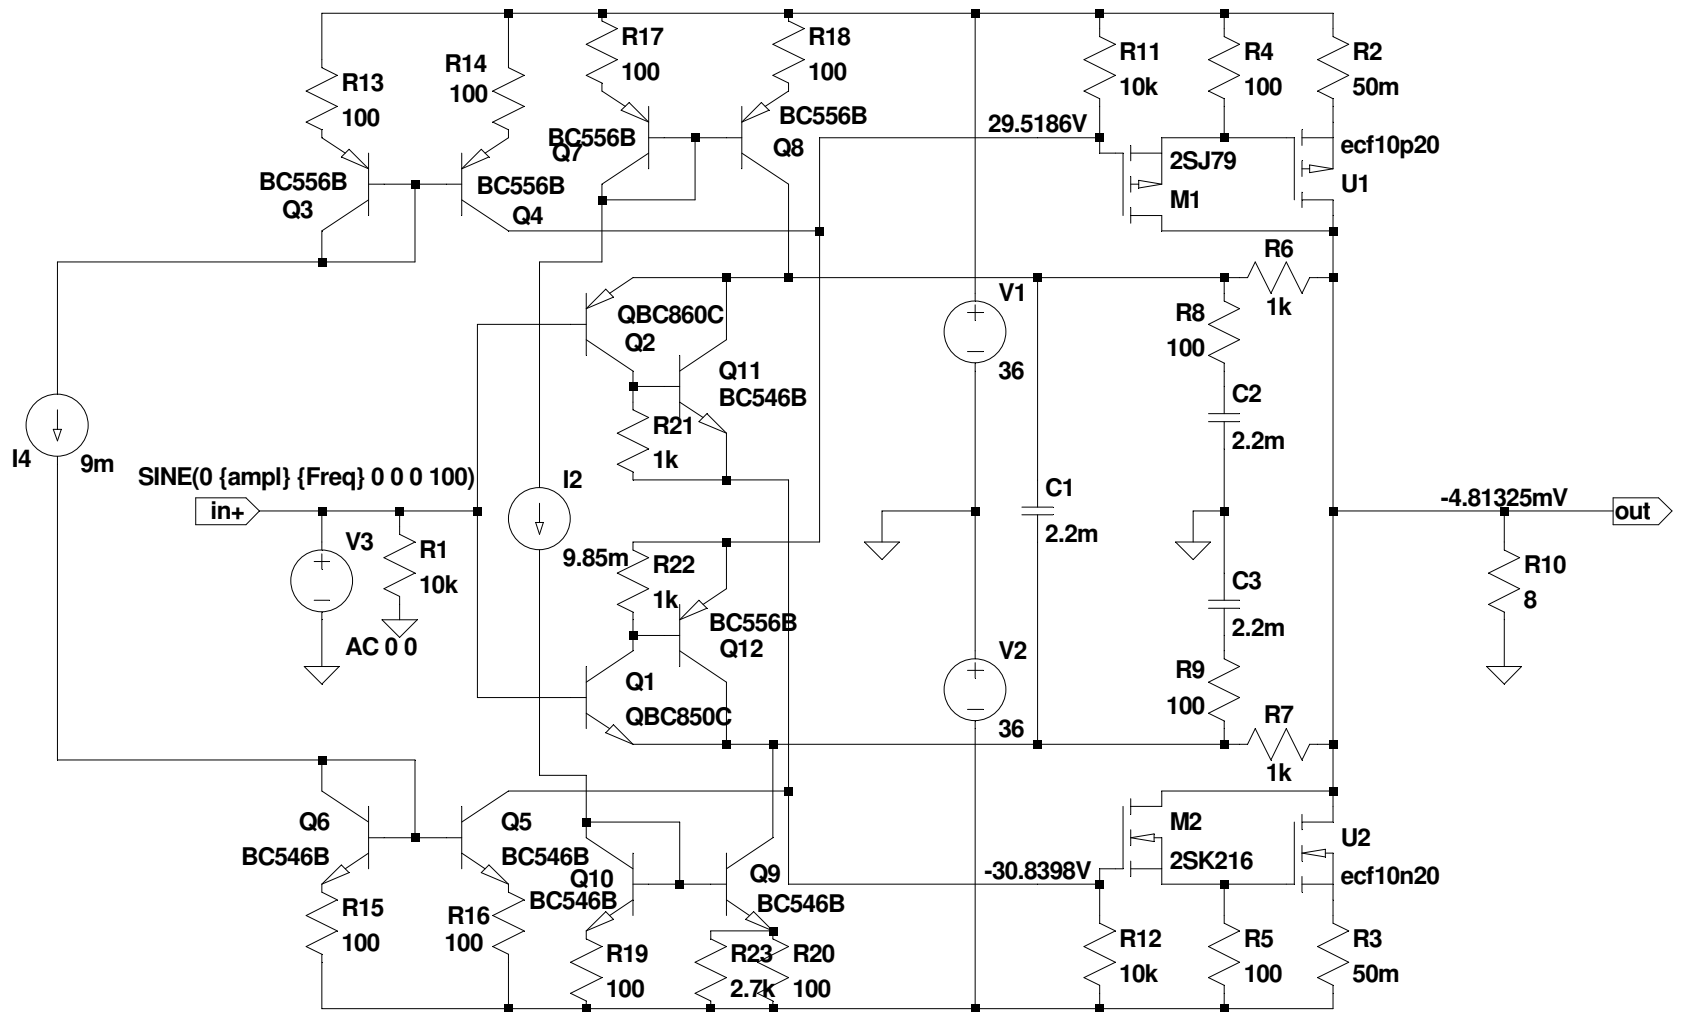 R13
100
R14
100
R17
100
R18
100
R11
10k
R4
100
R2
50m
BC556B
Q3
BC556B
Q4
BC556B
Q7
BC556B
Q8
29.5186V
2SJ79
M1
ecf10p20
U1
R6
1k
QBC860C
Q2
Q11
BC546B
R21
1k
V1
36
R8
100
C2
2.2m
I4
9m
SINE(0 {ampl} {Freq} 0 0 0 100)
in+
V3
AC 0 0
R1
10k
I2
9.85m
C1
2.2m
-4.81325mV
out
R10
8
R22
1k
BC556B
Q12
Q1
QBC850C
V2
36
C3
2.2m
R9
100
R7
1k
Q6
BC546B
Q5
BC546B
Q10
BC546B
Q9
BC546B
-30.8398V
M2
2SK216
U2
ecf10n20
R15
100
R16
100
R19
100
R23
2.7k
R20
100
R12
10k
R5
100
R3
50m